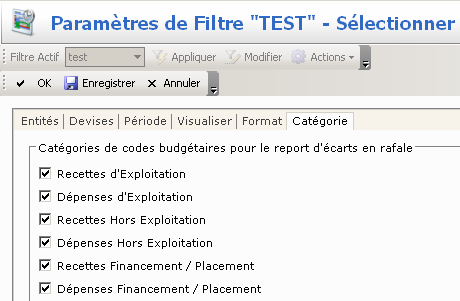 Paramètres de Filtre "TEST" - Sélectionner
Filtre Actif test Appliquer Modifier Actions
OK Enregistrer Annuler
Entités Devises Période Visualiser Format Catégorie
Catégories de codes budgétaires pour le report d'écarts en rafale
Recettes d'Exploitation
Dépenses d'Exploitation
Recettes Hors Exploitation
Dépenses Hors Exploitation
Recettes Financement / Placement
Dépenses Financement / Placement